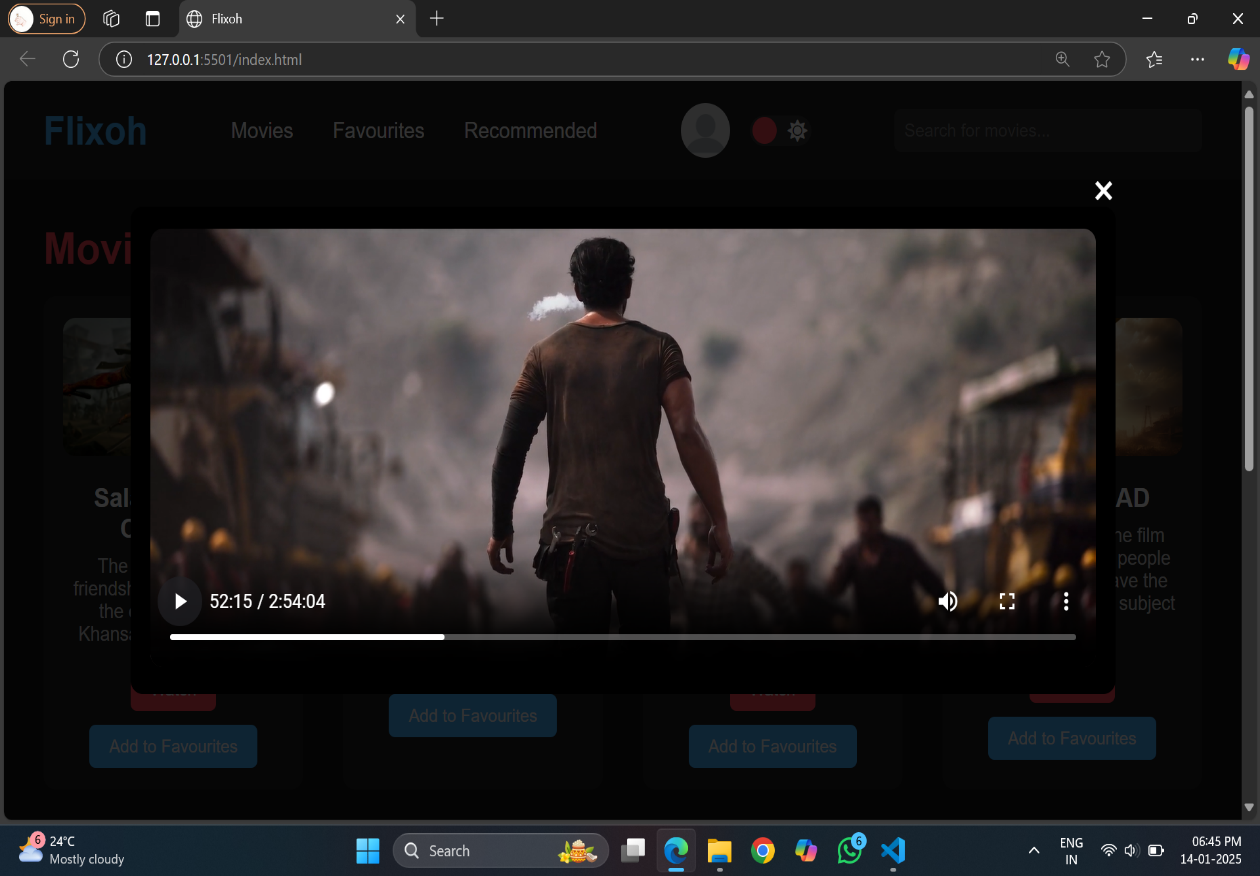 Sign in
Flixoh
127.0.0.1:5501/index.html
Flixoh
Movies
Favourites
Recommended
Search for movies...
Movi
Sal
AD
The
friendsh
the
Khansa
he film
people
ave the
subject
52:15 / 2:54:04
Add to Favourites
Add to Favourites
Add to Favourites
Add to Favourites
6
24°C
Mostly cloudy
Search
6
ENG
IN
06:45 PM
14-01-2025